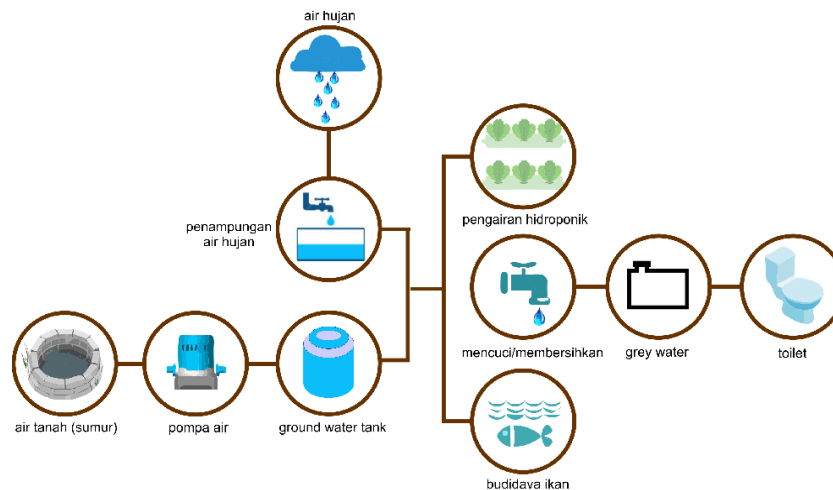 air hujan
penampungan
air hujan
pengairan hidroponik
mencuci/membersihkan
grey water
toilet
air tanah (sumur)
pompa air
ground water tank
budidaya ikan